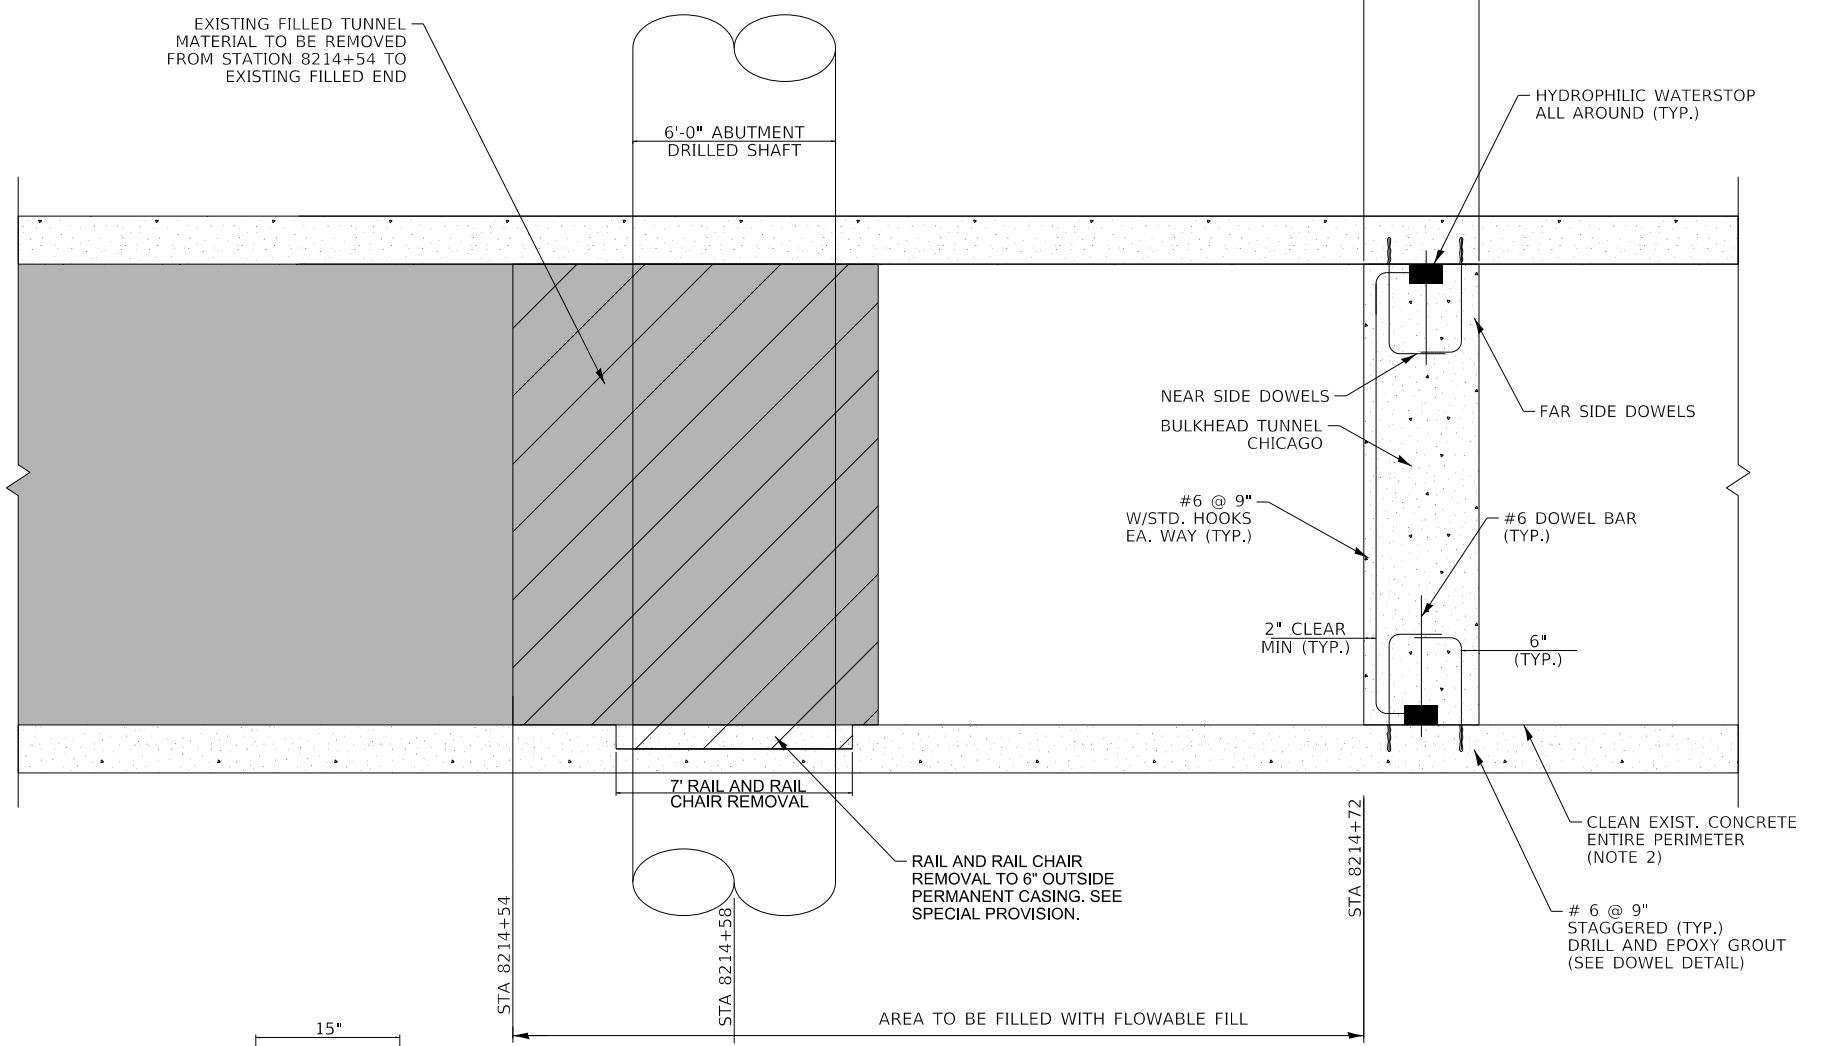 EXISTING FILLED TUNNEL
MATERIAL TO BE REMOVED
FROM STATION 8214+54 TO
EXISTING FILLED END
6'-0" ABUTMENT
DRILLED SHAFT
HYDROPHILIC WATERSTOP
ALL AROUND (TYP.)
NEAR SIDE DOWELS
BULKHEAD TUNNEL
CHICAGO
FAR SIDE DOWELS
#6 @ 9"
W/STD. HOOKS
EA. WAY (TYP.)
#6 DOWEL BAR
(TYP.)
2" CLEAR
MIN (TYP.)
6"
(TYP.)
7' RAIL AND RAIL
CHAIR REMOVAL
RAIL AND RAIL CHAIR
REMOVAL TO 6" OUTSIDE
PERMANENT CASING. SEE
SPECIAL PROVISION.
CLEAN EXIST. CONCRETE
ENTIRE PERIMETER
(NOTE 2)
# 6 @ 9"
STAGGERED (TYP.)
DRILL AND EPOXY GROUT
(SEE DOWEL DETAIL)
STA 8214+54
STA 8214+58
STA 8214+72
AREA TO BE FILLED WITH FLOWABLE FILL
15"